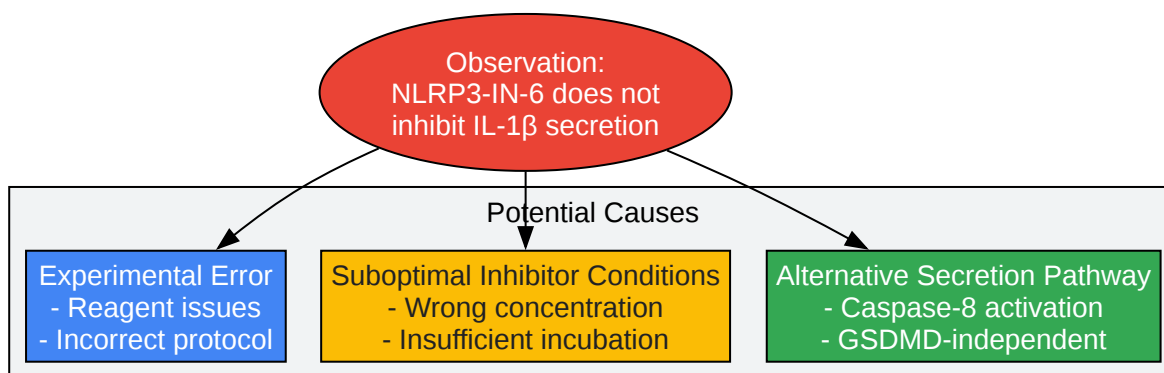 Observation:
NLRP3-IN-6 does not
inhibit IL-1β secretion
Potential Causes
Experimental Error
- Reagent issues
- Incorrect protocol
Suboptimal Inhibitor Conditions
- Wrong concentration
- Insufficient incubation
Alternative Secretion Pathway
- Caspase-8 activation
- GSDMD-independent